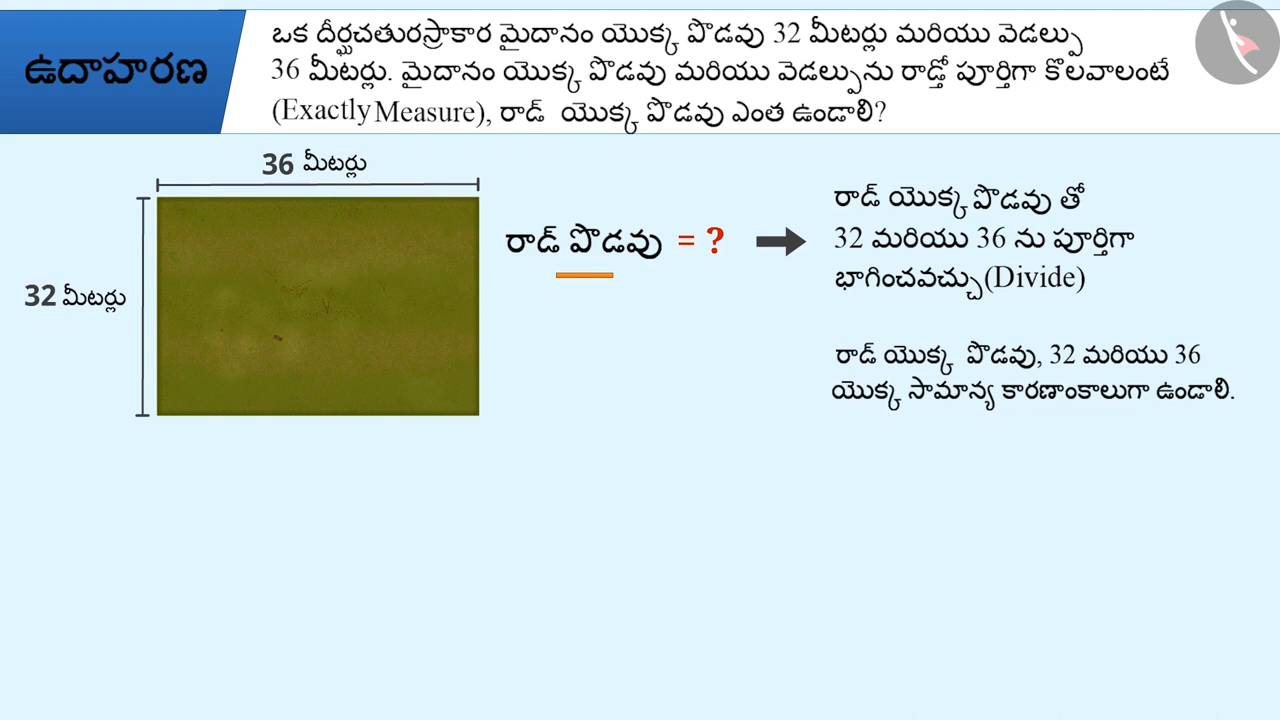 ఉదాహరణ
ఒక దీర్ఘచతురస్రాకార మైదానం యొక్క పొడవు 32 మీటర్లు మరియు వెడల్పు
36 మీటర్లు. మైదానం యొక్క పొడవు మరియు వెడల్పును రాడ్తో పూర్తిగా కొలవాలంటే
(Exactly Measure), రాడ్ యొక్క పొడవు ఎంత ఉండాలి?
36 మీటర్లు
32 మీటర్లు
రాడ్ పొడవు = ?
రాడ్ యొక్క పొడవు తో
32 మరియు 36 ను పూర్తిగా
భాగించవచ్చు(Divide)
రాడ్ యొక్క పొడవు, 32 మరియు 36
యొక్క సామాన్య కారణాంకాలుగా ఉండాలి.